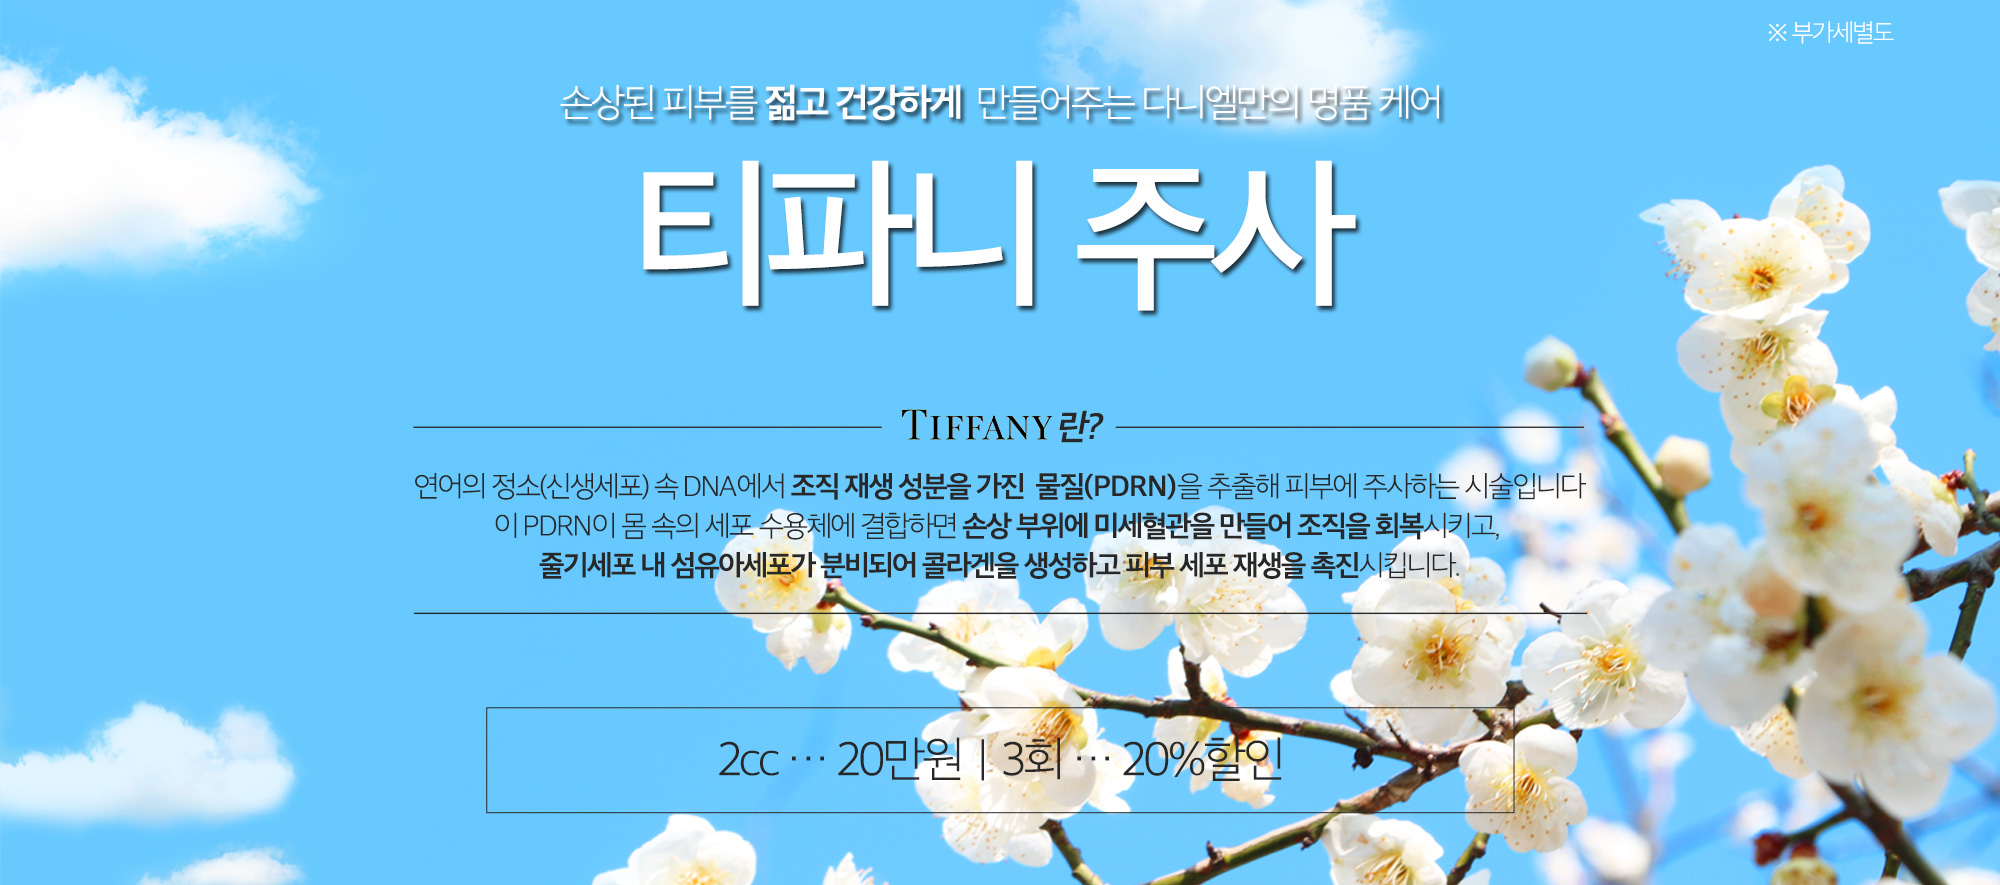 ※ 부가세별도
손상된 피부를 젊고 건강하게 만들어주는 다니엘만의 명품 케어
티파니 주사
TIFFANY란?
연어의 정소(신생세포) 속 DNA에서 조직 재생 성분을 가진 물질(PDRN)을 추출해 피부에 주사하는 시술입니다
이 PDRN이 몸 속의 세포 수용체에 결합하면 손상 부위에 미세혈관을 만들어 조직을 회복시키고,
줄기세포 내 섬유아세포가 분비되어 콜라겐을 생성하고 피부 세포 재생을 촉진시킵니다.
2cc ··· 20만원 | 3회 ··· 20%할인